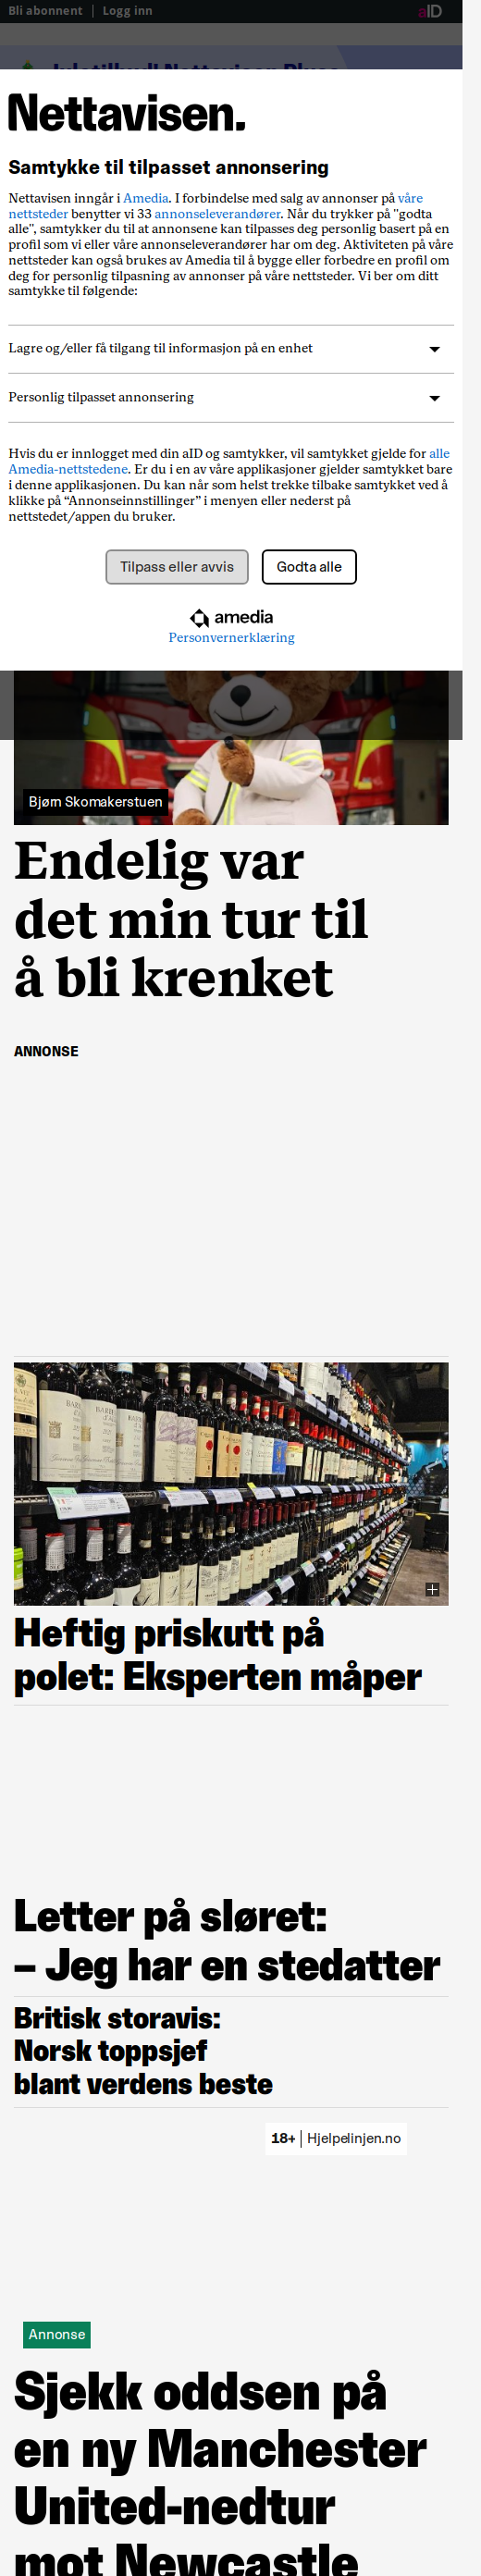 Bli abonnent
Logg inn
aID
Nettavisen.
Samtykke til tilpasset annonsering
Nettavisen inngår i Amedia. I forbindelse med salg av annonser på våre
nettsteder benytter vi 33 annonseleverandører. Når du trykker på "godta
alle", samtykker du til at annonsene kan tilpasses deg personlig basert på en
profil som vi eller våre annonseleverandører har om deg. Aktiviteten på våre
nettsteder kan også brukes av Amedia til å bygge eller forbedre en profil om
deg for personlig tilpasning av annonser på våre nettsteder. Vi ber om ditt
samtykke til følgende:
Lagre og/eller få tilgang til informasjon på en enhet
Personlig tilpasset annonsering
Hvis du er innlogget med din aID og samtykker, vil samtykket gjelde for alle
Amedia-nettstedene. Er du i en av våre applikasjoner gjelder samtykket bare
i denne applikasjonen. Du kan når som helst trekke tilbake samtykket ved å
klikke på “Annonseinnstillinger” i menyen eller nederst på
nettstedet/appen du bruker.
Tilpass eller avvis
Godta alle
amedia
Personvernerklæring
Bjørn Skomakerstuen
Endelig var
det min tur til
å bli krenket
ANNONSE
Heftig priskutt på
polet: Eksperten måper
Letter på sløret:
– Jeg har en stedatter
Britisk storavis:
Norsk toppsjef
blant verdens beste
18+ | Hjelpelinjen.no
Annonse
Sjekk oddsen på
en ny Manchester
United-nedtur
mot Newcastle